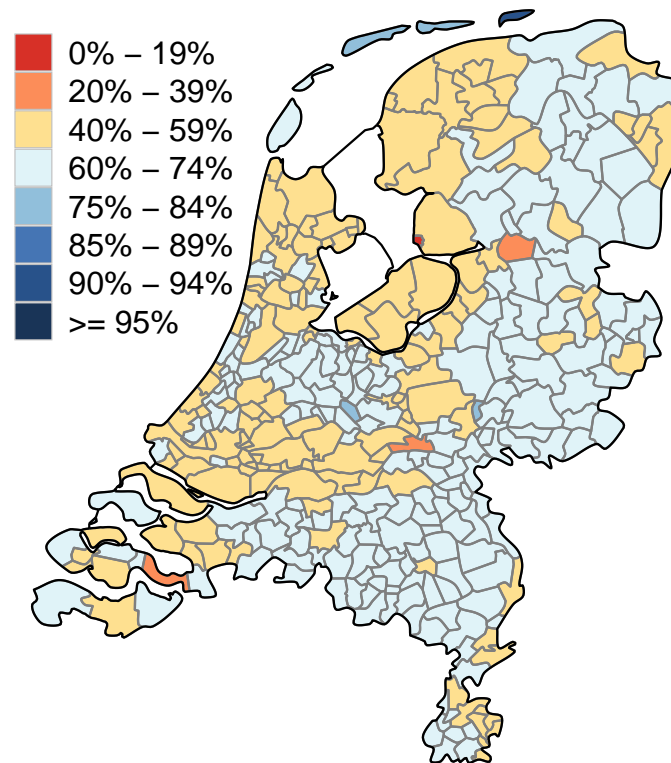 0% – 19%
20% – 39%
40% – 59%
60% – 74%
75% – 84%
85% – 89%
90% – 94%
>= 95%